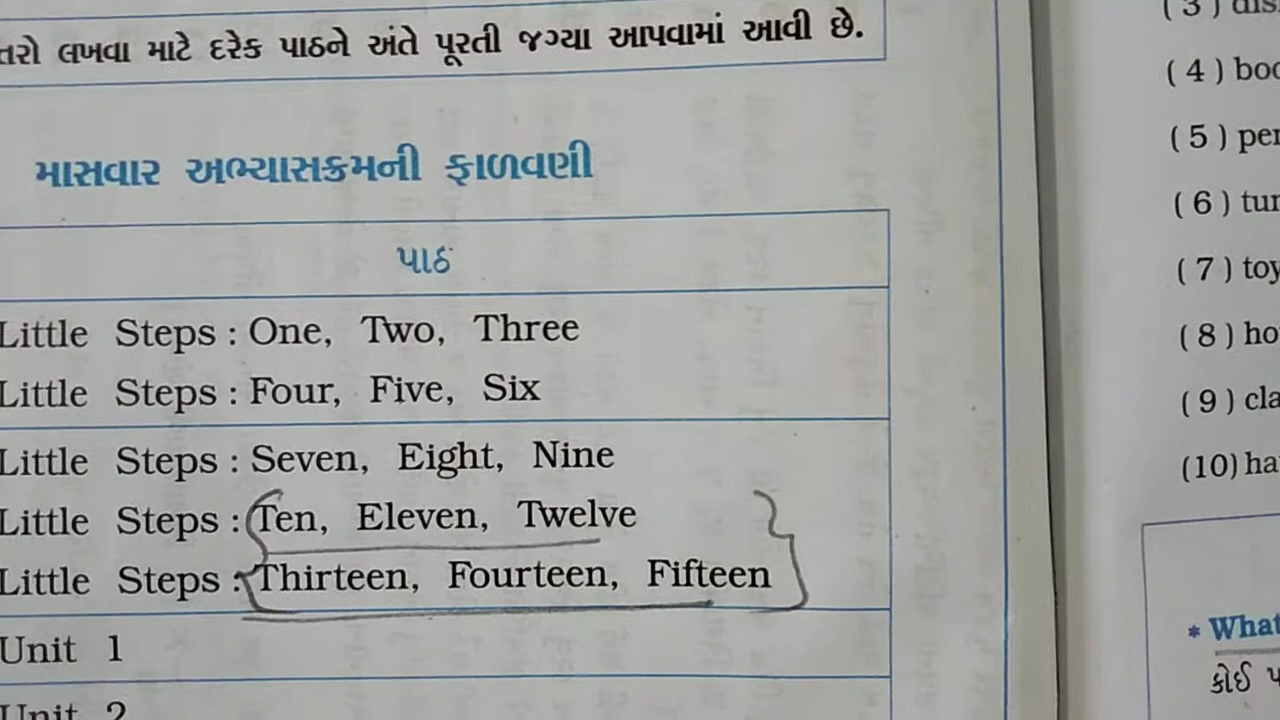 લખવા માટે દરેક પાઠને અંતે પૂરતી જગ્યા આપવામાં આવી છે.
માસવાર અભ્યાસક્રમની ફાળવણી
પાઠ
Little Steps : One, Two, Three
Little Steps : Four, Five, Six
Little Steps : Seven, Eight, Nine
Little Steps : Ten, Eleven, Twelve
Little Steps : Thirteen, Fourteen, Fifteen
Unit 1
Unit 2
(3)
(4)
(5)
(6)
(7)
(8)
(9)
(10)
* What
કોઈ